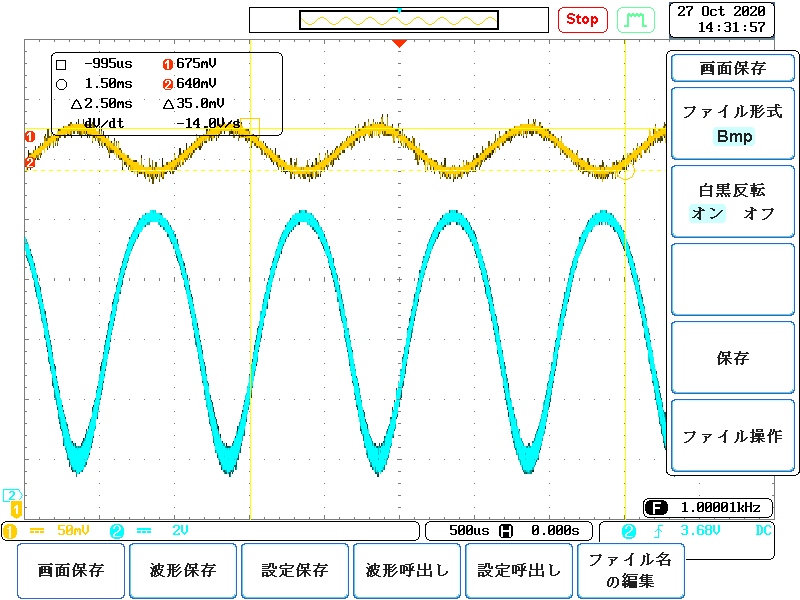 Stop
27 Oct 2020
14:31:57
-995us 1 675mV
1.50ms 2 640mV
△2.50ms △35.0mV
dV/dt -14.0V/s
1
2
2
1
画面保存
ファイル形式
Bmp
白黒反転
オン オフ
保存
ファイル操作
F 1.00001kHz
1 50mV 2 2V
500us H 0.000s
2 3.68V DC
画面保存
波形保存
設定保存
波形呼出し
設定呼出し
ファイル名
の編集